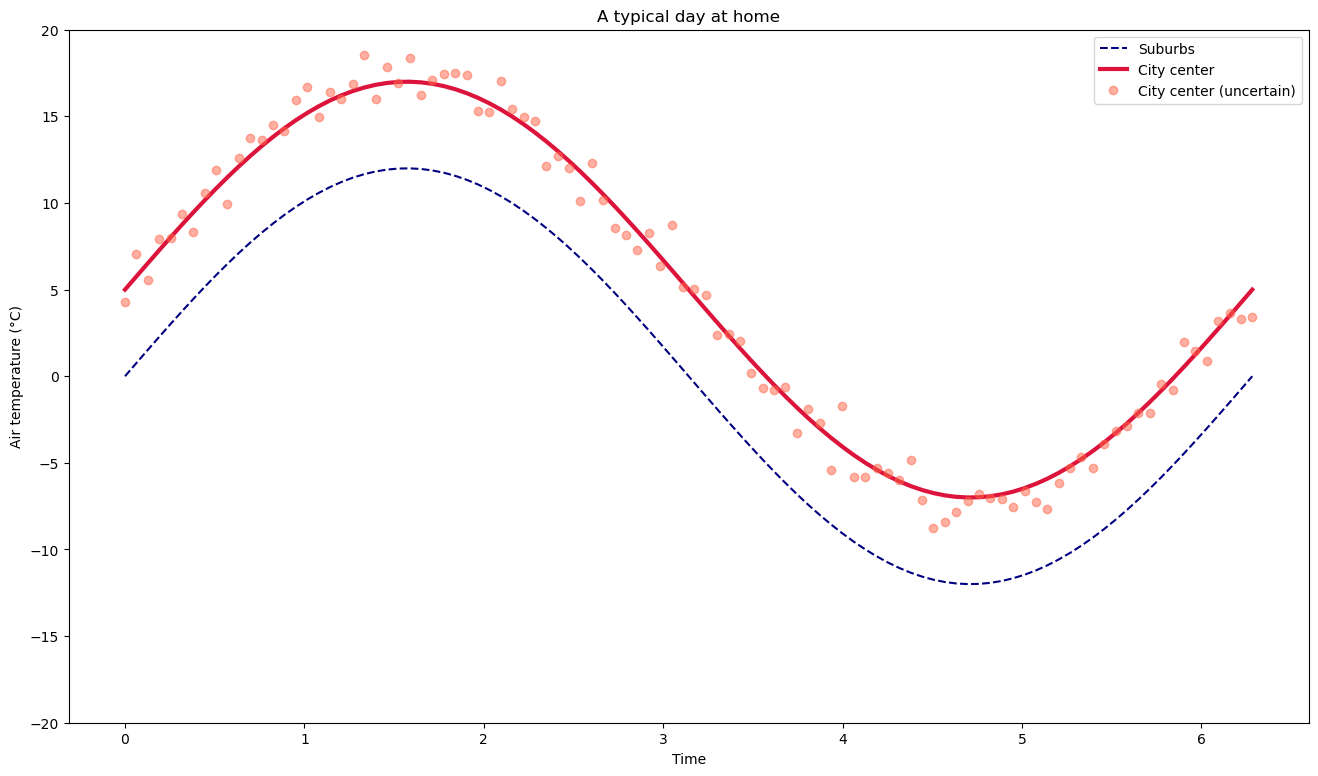 A typical day at home
Suburbs
City center
City center (uncertain)
Air temperature (°C)
20
15
10
5
0
−5
−10
−15
−20
0 1 2 3 4 5 6
Time